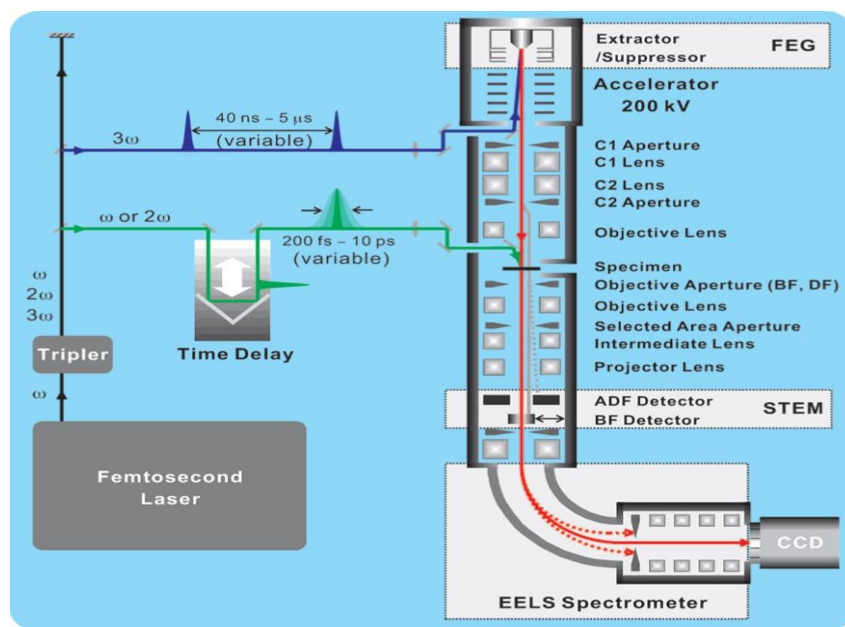 Extractor
/Suppressor
FEG
Accelerator
200 kV
40 ns – 5 μs
(variable)
3ω
C1 Aperture
C1 Lens
C2 Lens
C2 Aperture
ω or 2ω
Objective Lens
200 fs – 10 ps
(variable)
Specimen
Objective Aperture (BF, DF)
Objective Lens
Selected Area Aperture
Intermediate Lens
Projector Lens
ω
2ω
3ω
Tripler
Time Delay
ω
ADF Detector
BF Detector
STEM
Femtosecond
Laser
CCD
EELS Spectrometer